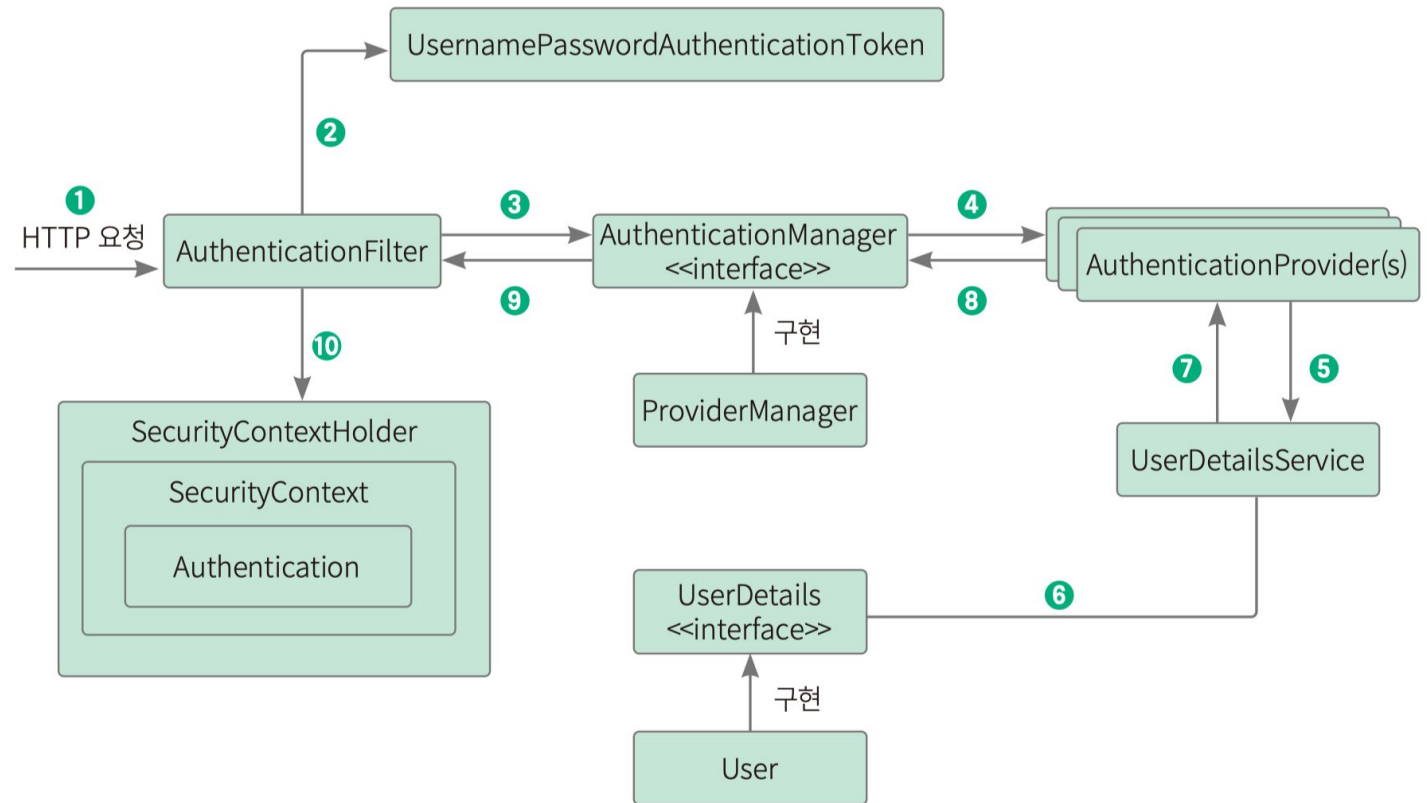 UsernamePasswordAuthenticationToken
2
1
HTTP 요청
AuthenticationFilter
3
AuthenticationManager
<<interface>>
4
AuthenticationProvider(s)
9
8
10
구현
7
5
ProviderManager
SecurityContextHolder
SecurityContext
Authentication
UserDetailsService
UserDetails
<<interface>>
6
구현
User